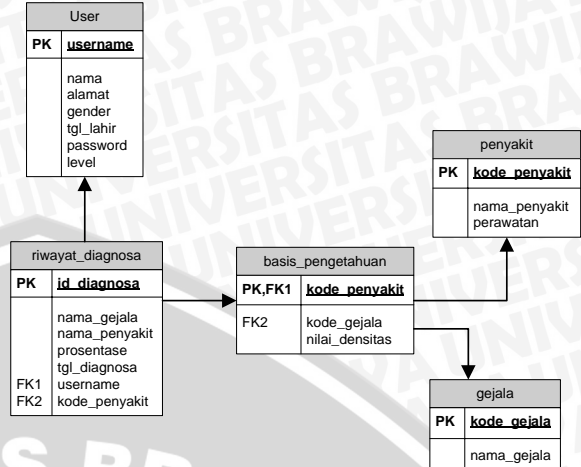 User
PK username
nama
alamat
gender
tgl_lahir
password
level
penyakit
PK kode_penyakit
nama_penyakit
perawatan
riwayat_diagnosa
PK id_diagnosa
nama_gejala
nama_penyakit
prosentase
tgl_diagnosa
FK1 username
FK2 kode_penyakit
basis_pengetahuan
PK,FK1 kode_penyakit
FK2 kode_gejala
nilai_densitas
gejala
PK kode_gejala
nama_gejala